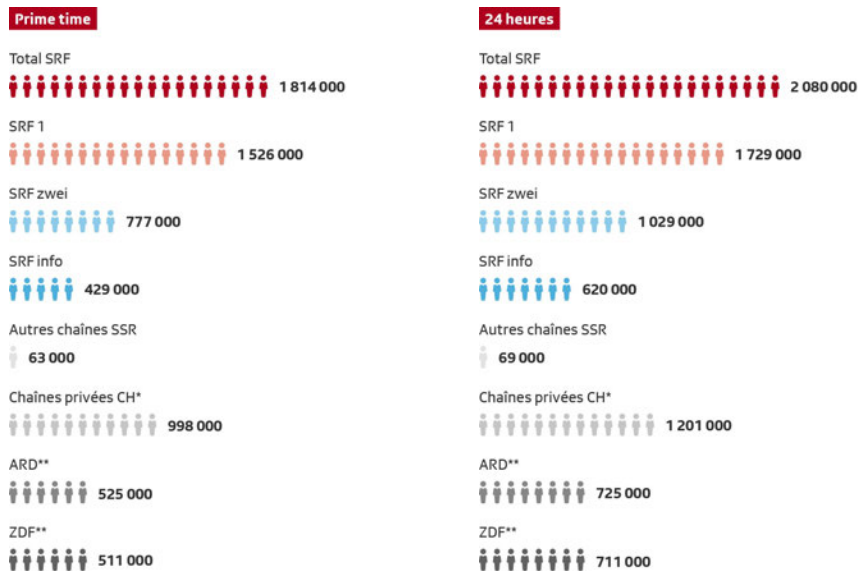 Prime time
Total SRF
1 814 000
SRF 1
1 526 000
SRF zwei
777 000
SRF info
429 000
Autres chaînes SSR
63 000
Chaînes privées CH*
998 000
ARD**
525 000
ZDF**
511 000
24 heures
Total SRF
2 080 000
SRF 1
1 729 000
SRF zwei
1 029 000
SRF info
620 000
Autres chaînes SSR
69 000
Chaînes privées CH*
1 201 000
ARD**
725 000
ZDF**
711 000